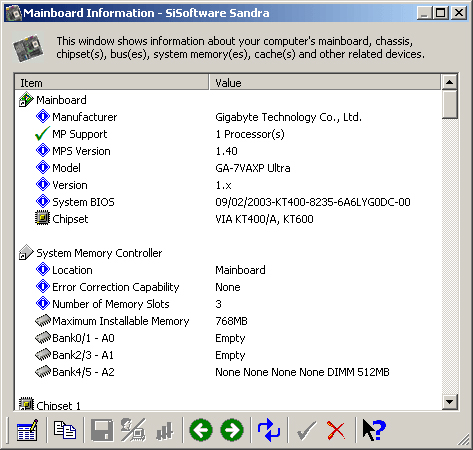 Mainboard Information - SiSoftware Sandra
This window shows information about your computer's mainboard, chassis,
chipset(s), bus(es), system memory(ies), cache(s) and other related devices.
Item Value
Mainboard
Manufacturer Gigabyte Technology Co., Ltd.
MP Support 1 Processor(s)
MPS Version 1.40
Model GA-7VAXP Ultra
Version 1.x
System BIOS 09/02/2003-KT400-8235-6A6LYG0DC-00
Chipset VIA KT400/A, KT600
System Memory Controller
Location Mainboard
Error Correction Capability None
Number of Memory Slots 3
Maximum Installable Memory 768MB
Bank0/1 - A0 Empty
Bank2/3 - A1 Empty
Bank4/5 - A2 None None None None DIMM 512MB
Chipset 1